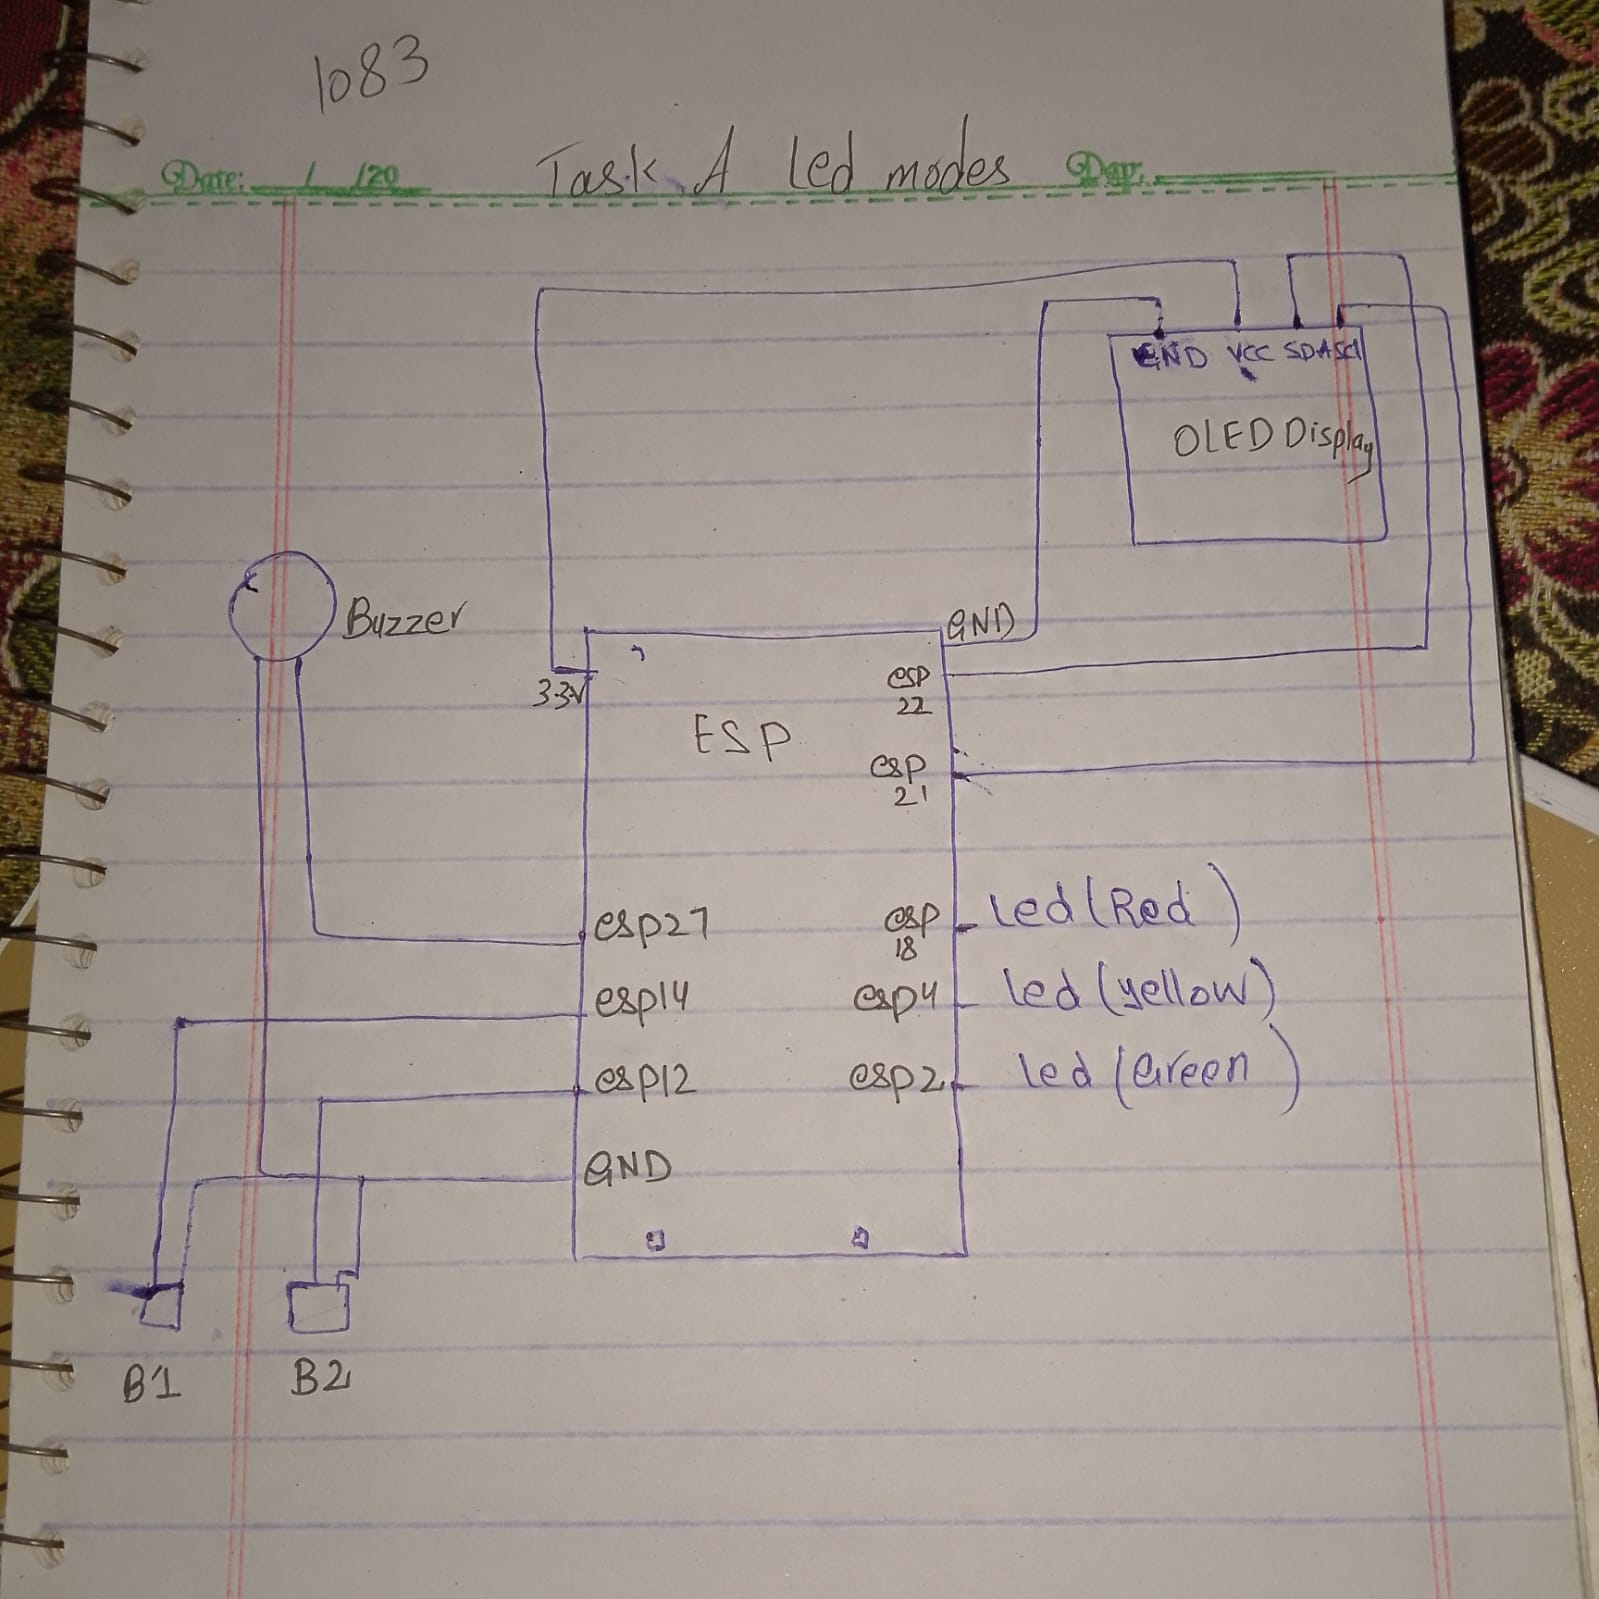 1083
Date: / /20 Task A Led modes Day:
GND VCC SDA Scl
OLED Display
Buzzer
GND
3.3V
esp
22
ESP
esp
21
esp27
esp
18
led (Red)
esp14
esp4
led (yellow)
esp12
esp2
led (Green)
GND
B1
B2